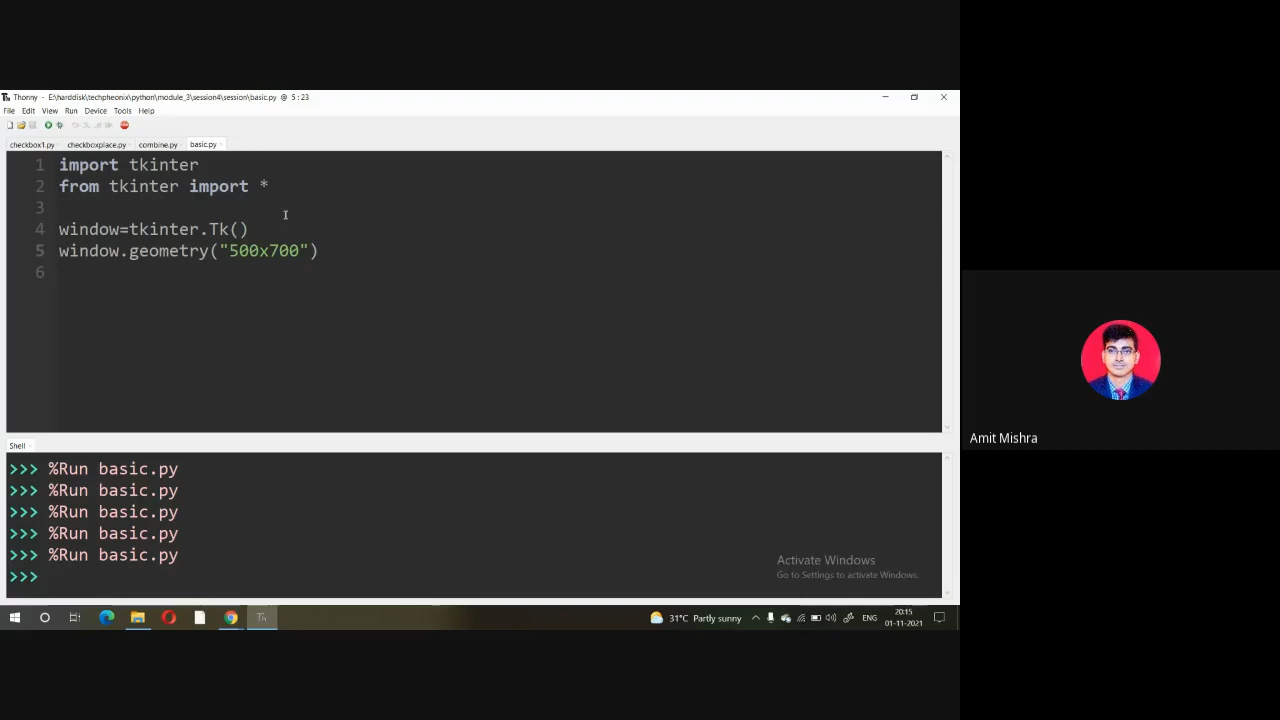 Th Thonny - E:\harddisk\techpheonix\python\module_3\session4\session\basic.py @ 5 : 23
File Edit View Run Device Tools Help
checkbox1.py checkboxplace.py combine.py basic.py
1 import tkinter
2 from tkinter import *
3
4 window=tkinter.Tk()
5 window.geometry("500x700")
6
Amit Mishra
Shell
>>> %Run basic.py
>>> %Run basic.py
>>> %Run basic.py
>>> %Run basic.py
>>> %Run basic.py
>>>
Activate Windows
Go to Settings to activate Windows.
Th 31°C Partly sunny ENG 20:15
01-11-2021